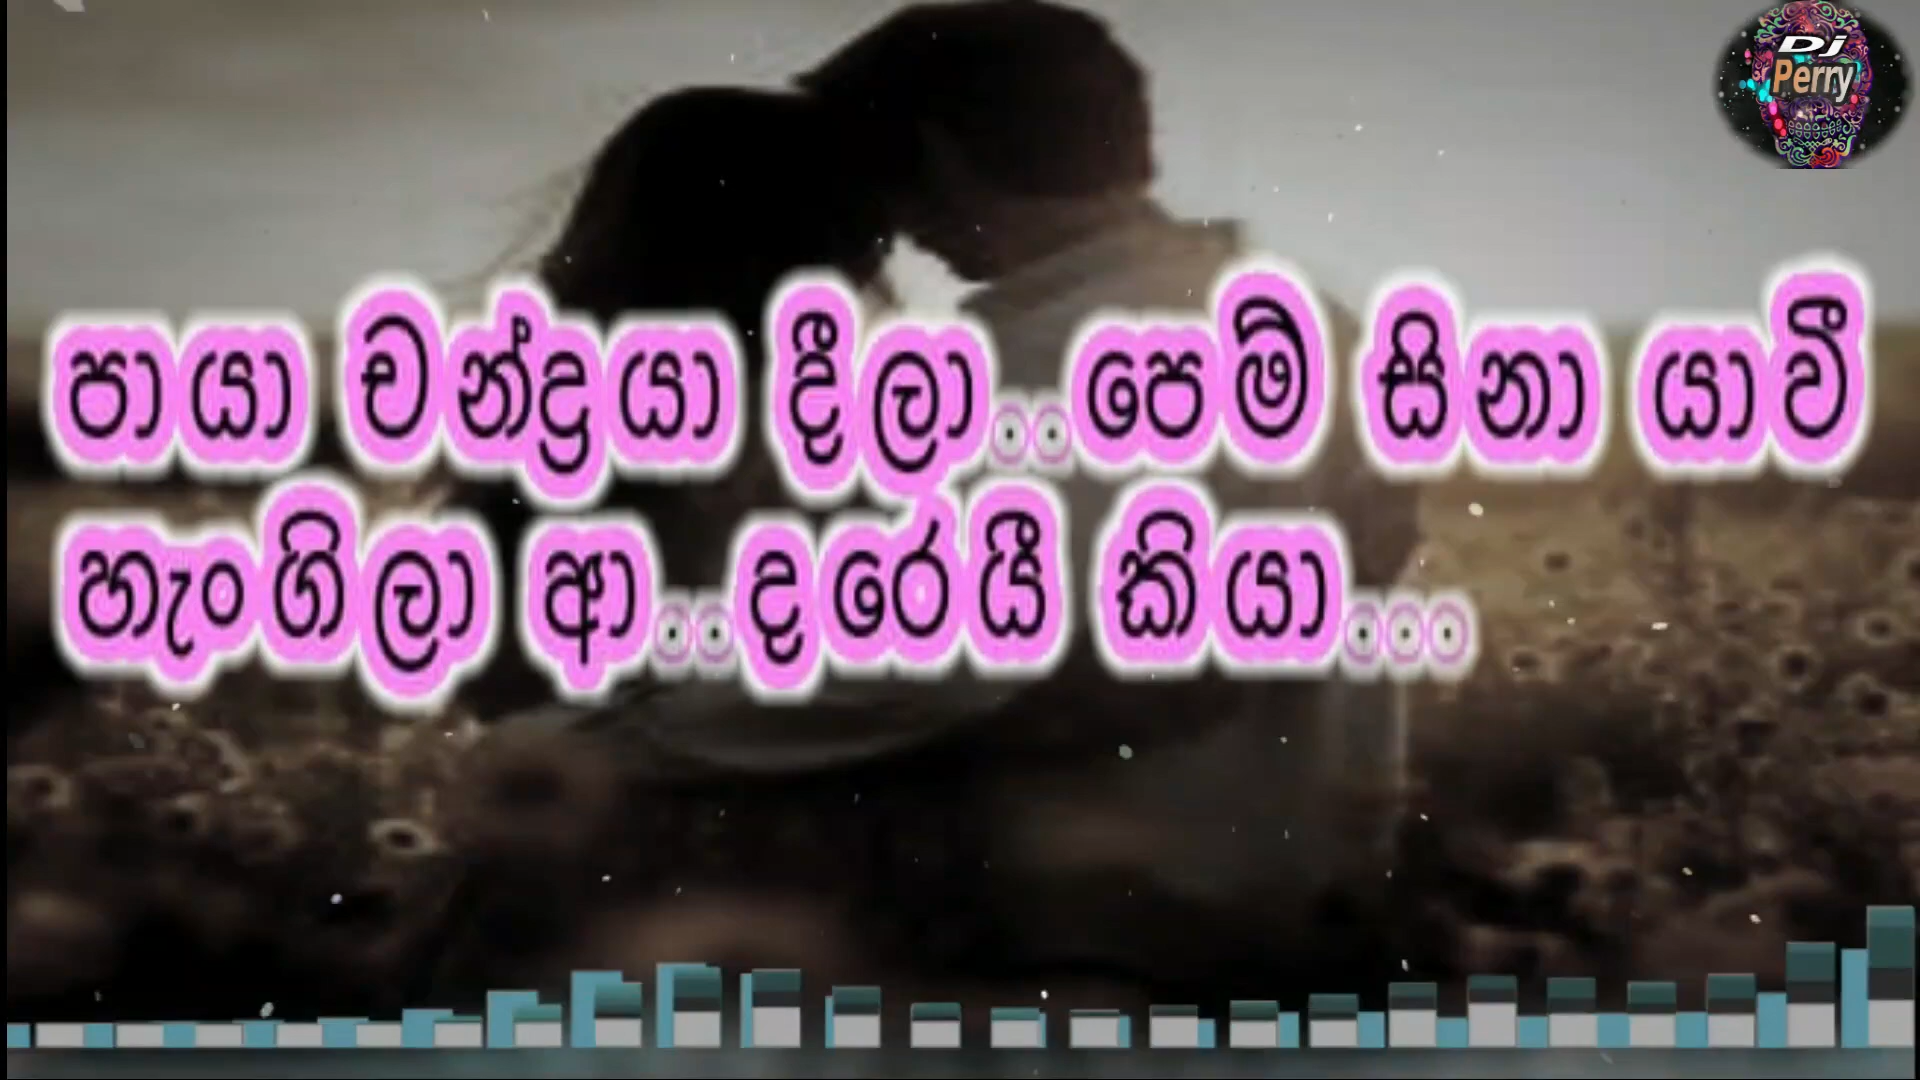 Dj
Perry
පායා චන්ද්‍රයා දීලා..පෙම් සිනා යාවී
හැංගිලා ආ..දරෙයී කියා...